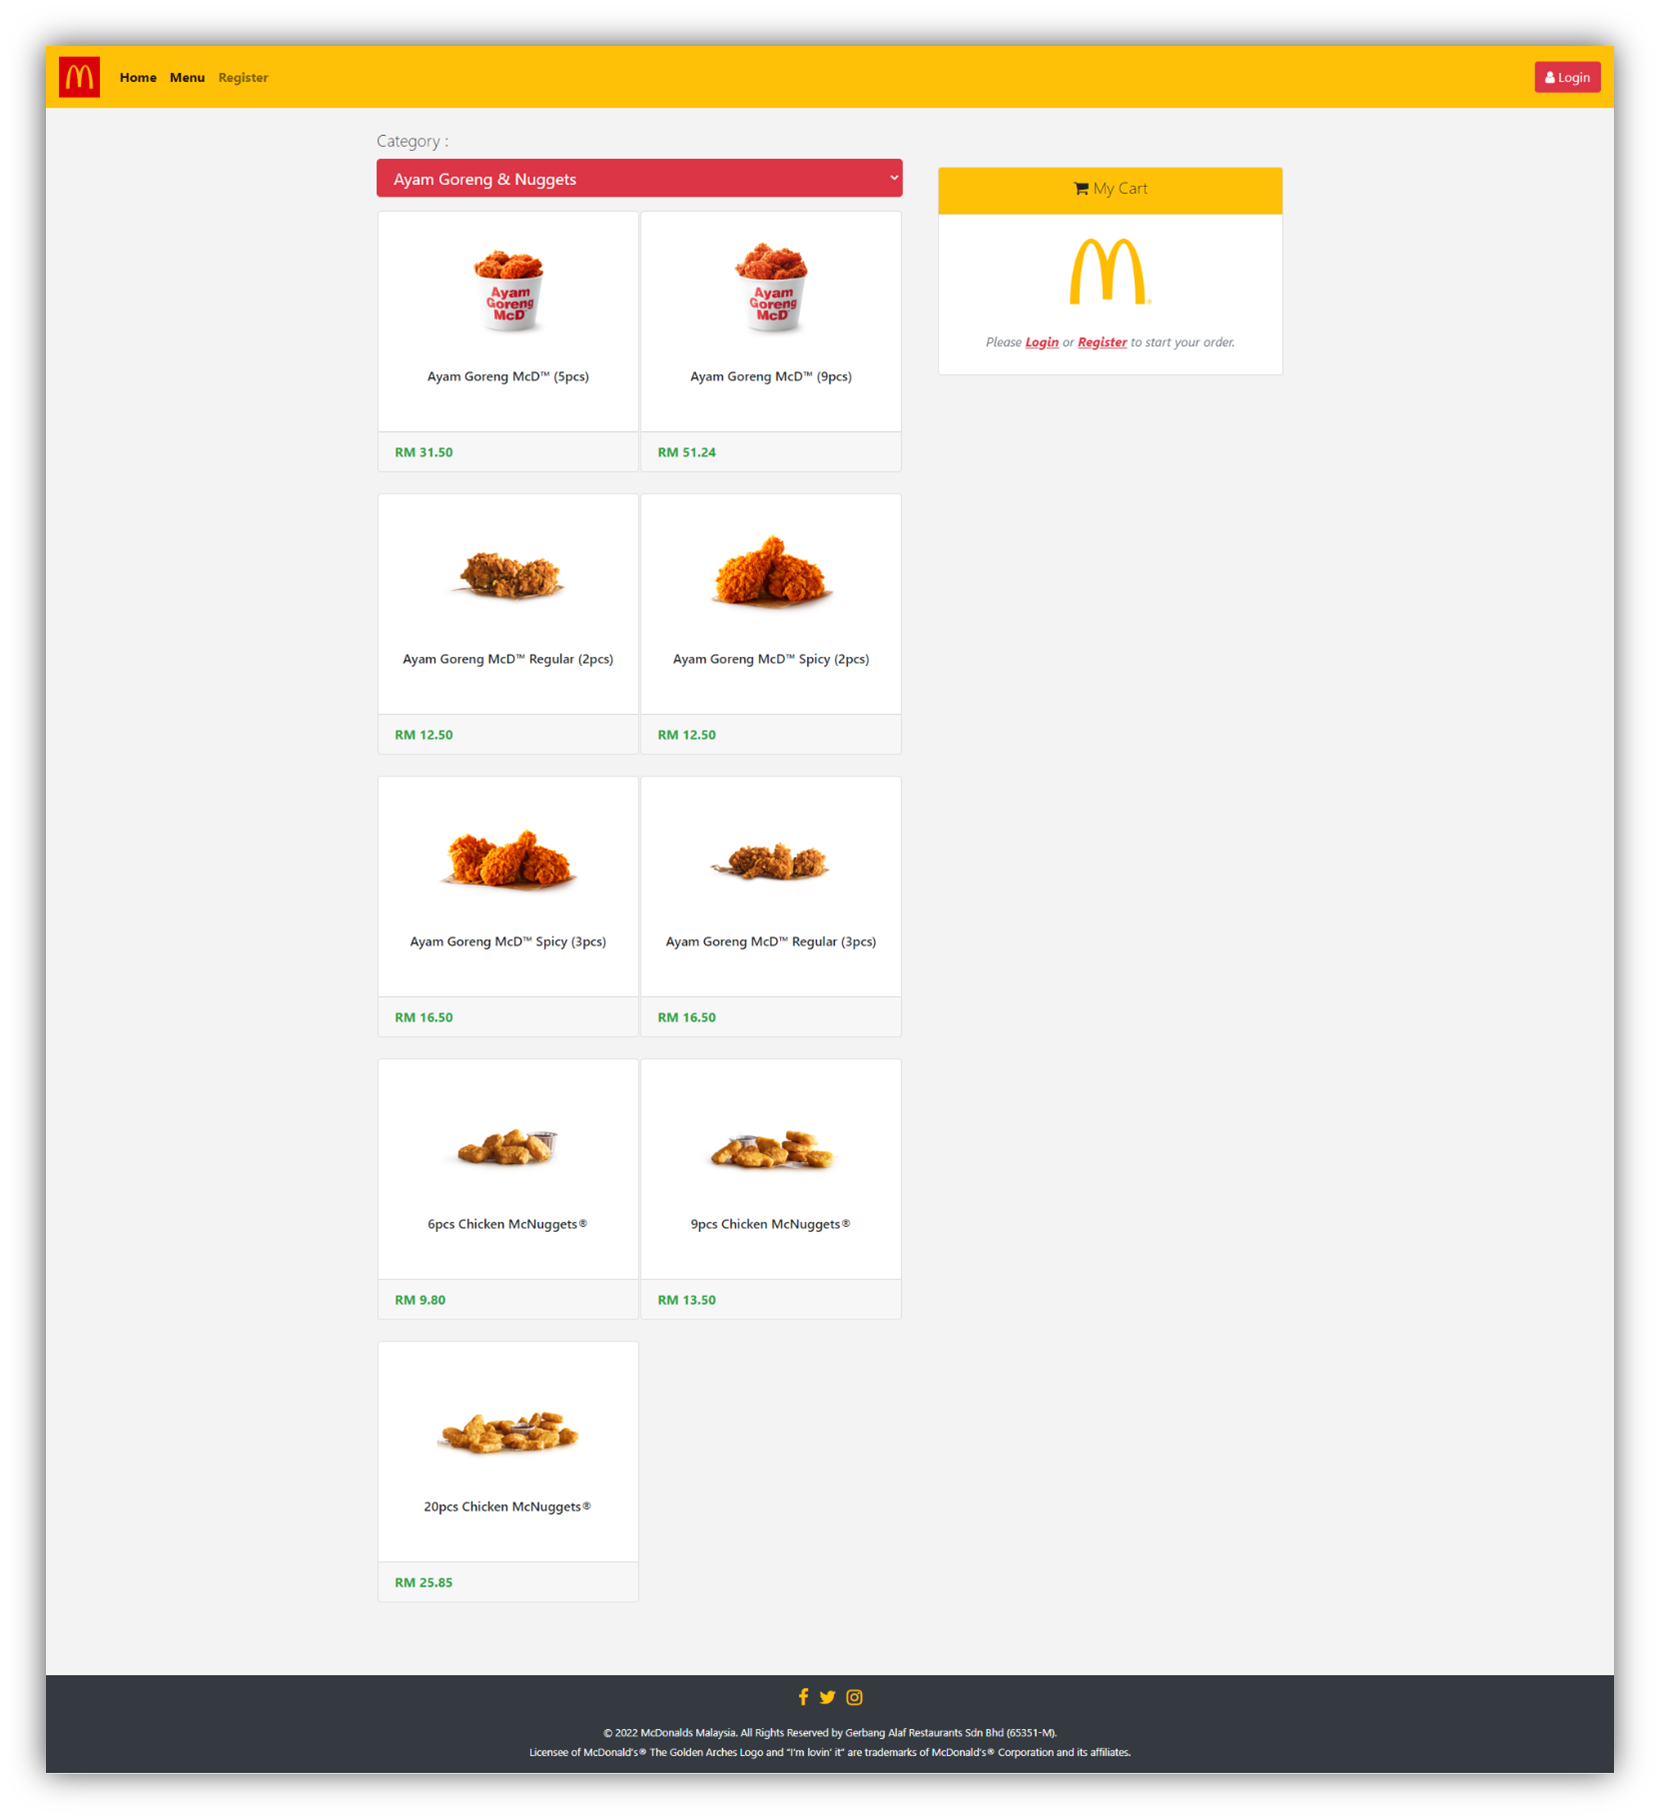 Home Menu Register
Login
Category :
Ayam Goreng & Nuggets
My Cart
Please Login or Register to start your order.
Ayam
Goreng
McD
Ayam Goreng McD™ (5pcs)
RM 31.50
Ayam
Goreng
McD
Ayam Goreng McD™ (9pcs)
RM 51.24
Ayam Goreng McD™ Regular (2pcs)
RM 12.50
Ayam Goreng McD™ Spicy (2pcs)
RM 12.50
Ayam Goreng McD™ Spicy (3pcs)
RM 16.50
Ayam Goreng McD™ Regular (3pcs)
RM 16.50
6pcs Chicken McNuggets®
RM 9.80
9pcs Chicken McNuggets®
RM 13.50
20pcs Chicken McNuggets®
RM 25.85
© 2022 McDonalds Malaysia. All Rights Reserved by Gerbang Alaf Restaurants Sdn Bhd (65351-M).
Licensee of McDonald's® The Golden Arches Logo and “I'm lovin' it” are trademarks of McDonald's® Corporation and its affiliates.